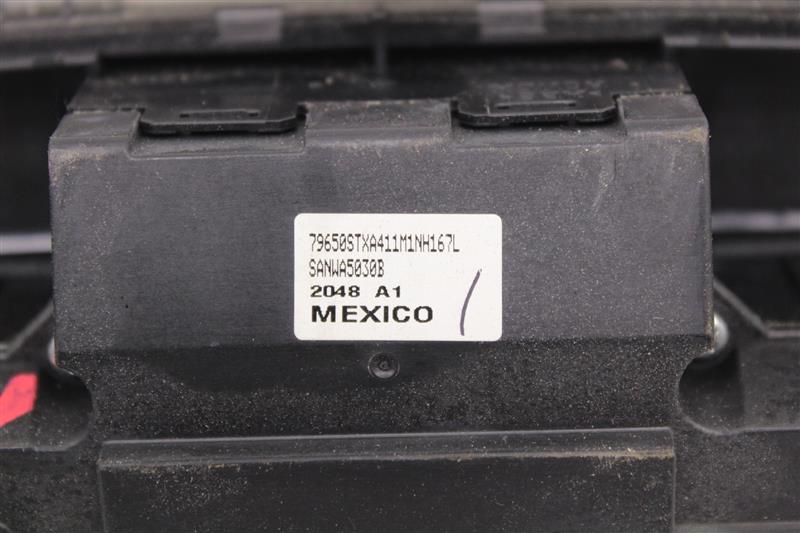 79650STXA411M1NH167L
SANWA5030B
2048 A1
MEXICO